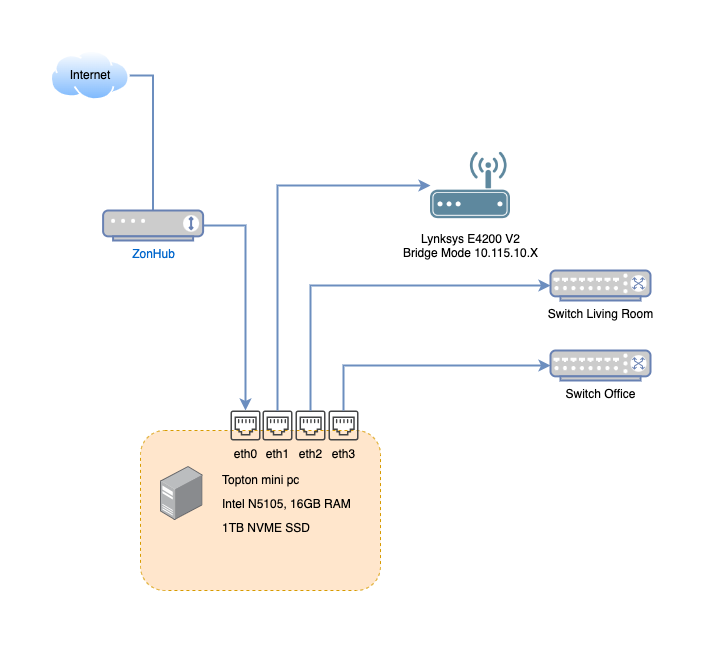 Internet
ZonHub
Lynksys E4200 V2
Bridge Mode 10.115.10.X
Switch Living Room
Switch Office
eth0 eth1 eth2 eth3
Topton mini pc
Intel N5105, 16GB RAM
1TB NVME SSD